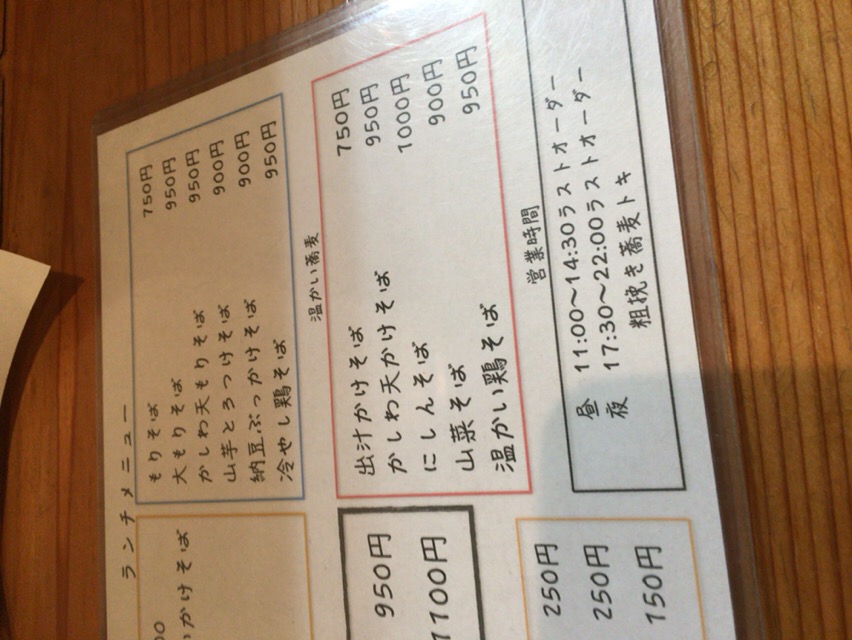 ランチメニュー
もりそば 750円
大もりそば 950円
かしわ天もりそば 950円
山芋とろつけそば 900円
納豆ぶっかけそば 900円
冷やし鶏そば 950円
温かい蕎麦
出汁かけそば 750円
かしわ天かけそば 950円
にしんそば 1000円
山菜そば 900円
温かい鶏そば 950円
営業時間
昼 11:00〜14:30ラストオーダー
夜 17:30〜22:00ラストオーダー
粗挽き蕎麦トキ
かけそば
950円
1100円
250円
250円
150円